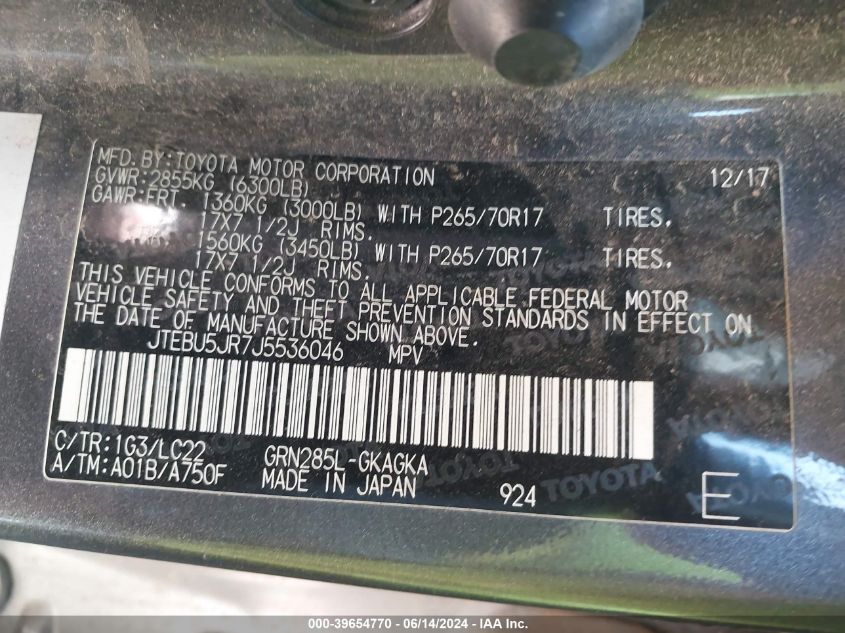 MFD. BY: TOYOTA MOTOR CORPORATION 12/17
GVWR: 2855KG (6300LB)
GAWR: FRT. 1360KG (3000LB) WITH P265/70R17 TIRES.
17X7 1/2J RIMS.
1560KG (3450LB) WITH P265/70R17 TIRES.
17X7 1/2J RIMS.
THIS VEHICLE CONFORMS TO ALL APPLICABLE FEDERAL MOTOR
VEHICLE SAFETY AND THEFT PREVENTION STANDARDS IN EFFECT ON
THE DATE OF MANUFACTURE SHOWN ABOVE.
JTEBU5JR7J5536046 MPV
C/TR: 1G3/LC22 GRN285L-GKAGKA
A/TM: A01B/A750F MADE IN JAPAN 924 E
TOYOTA
000-39654770 - 06/14/2024 - IAA Inc.